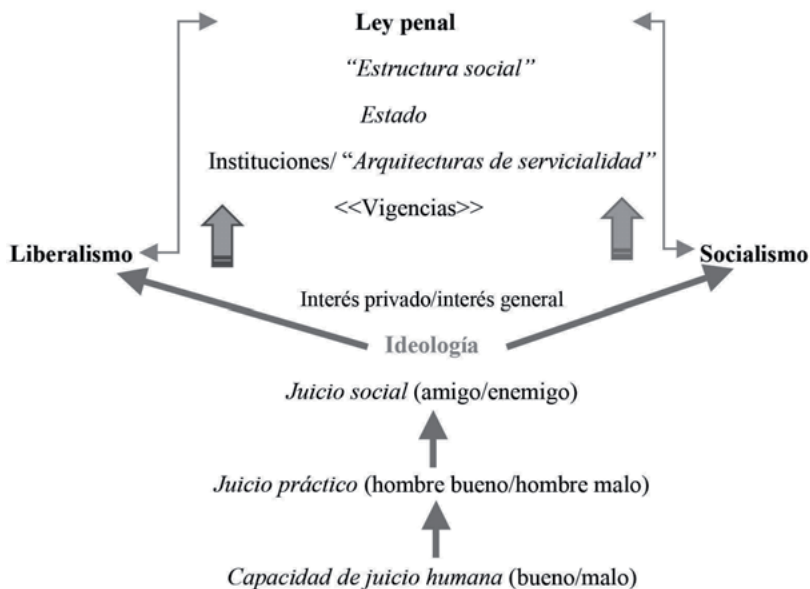 Ley penal
“Estructura social”
Estado
Instituciones/ “Arquitecturas de servicialidad”
<<Vigencias>>
Liberalismo
Socialismo
Interés privado/interés general
Ideología
Juicio social (amigo/enemigo)
Juicio práctico (hombre bueno/hombre malo)
Capacidad de juicio humana (bueno/malo)